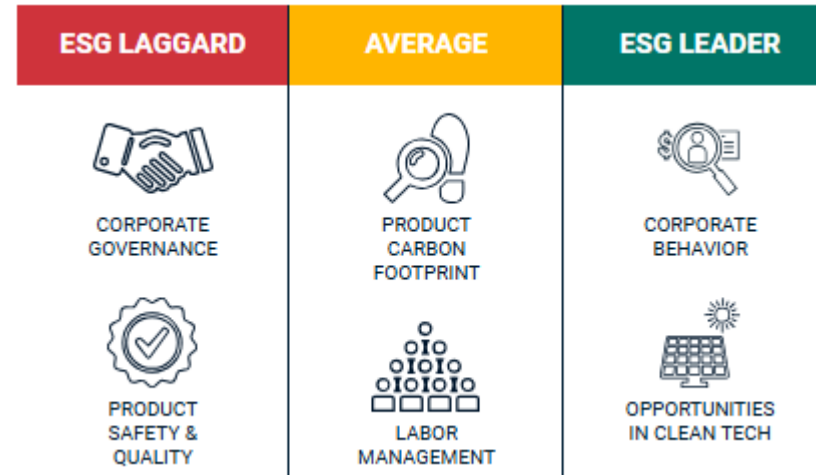 ESG LAGGARD
AVERAGE
ESG LEADER
CORPORATE
GOVERNANCE
PRODUCT
CARBON
FOOTPRINT
CORPORATE
BEHAVIOR
PRODUCT
SAFETY &
QUALITY
LABOR
MANAGEMENT
OPPORTUNITIES
IN CLEAN TECH